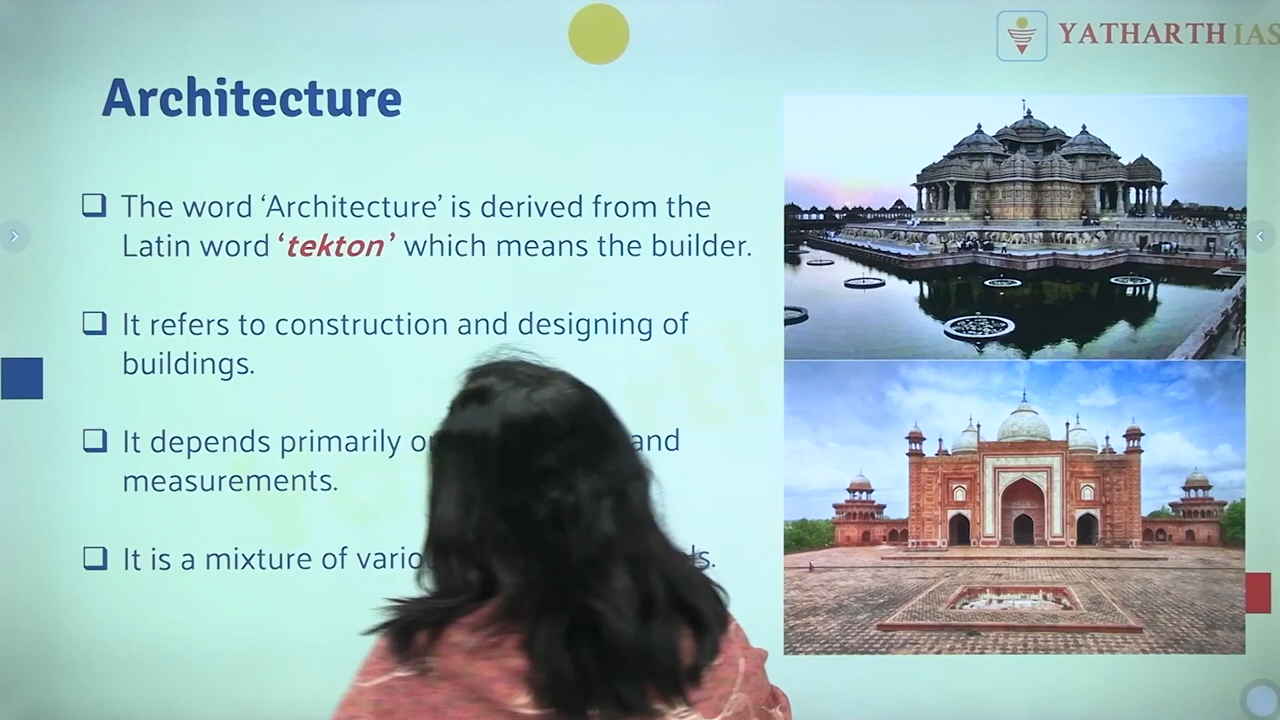 YATHARTH IAS
Architecture
The word ‘Architecture’ is derived from the
Latin word ‘tekton’ which means the builder.
It refers to construction and designing of
buildings.
It depends primarily and
measurements.
It is a mixture of